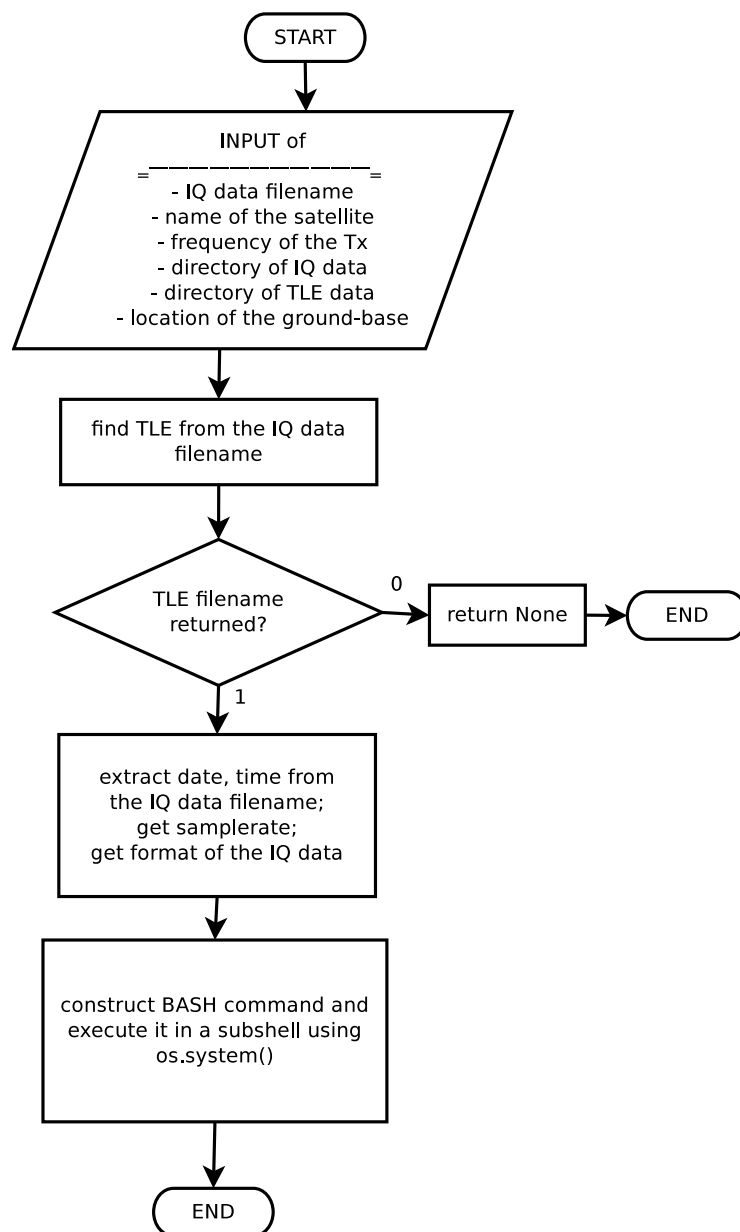 START
INPUT of
=___________=
- IQ data filename
- name of the satellite
- frequency of the Tx
- directory of IQ data
- directory of TLE data
- location of the ground-base
find TLE from the IQ data
filename
TLE filename
returned?
0
return None
END
1
extract date, time from
the IQ data filename;
get samplerate;
get format of the IQ data
construct BASH command and
execute it in a subshell using
os.system()
END